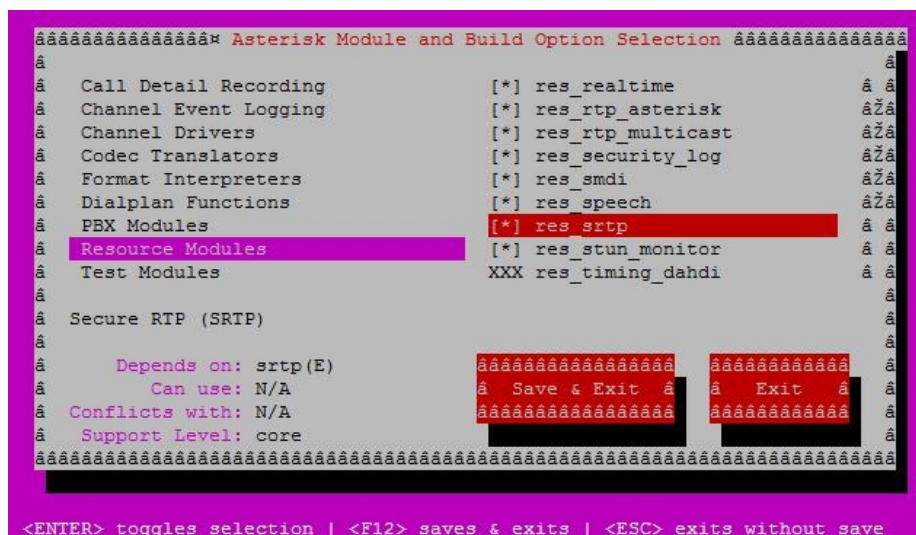 Asterisk Module and Build Option Selection
Call Detail Recording [*] res_realtime
Channel Event Logging [*] res_rtp_asterisk
Channel Drivers [*] res_rtp_multicast
Codec Translators [*] res_security_log
Format Interpreters [*] res_smdi
Dialplan Functions [*] res_speech
PBX Modules [*] res_srtp
Resource Modules [*] res_stun_monitor
Test Modules XXX res_timing_dahdi
Secure RTP (SRTP)
Depends on: srtp(E)
Can use: N/A Save & Exit Exit
Conflicts with: N/A
Support Level: core
<ENTER> toggles selection | <F12> saves & exits | <ESC> exits without save